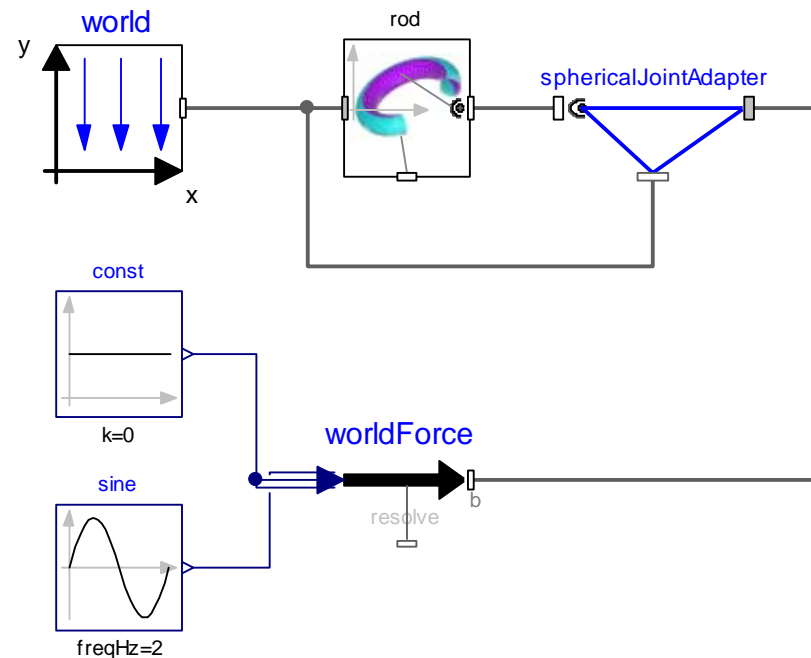 world
rod
y
sphericalJointAdapter
x
const
k=0
worldForce
sine
b
resolve
freqHz=2